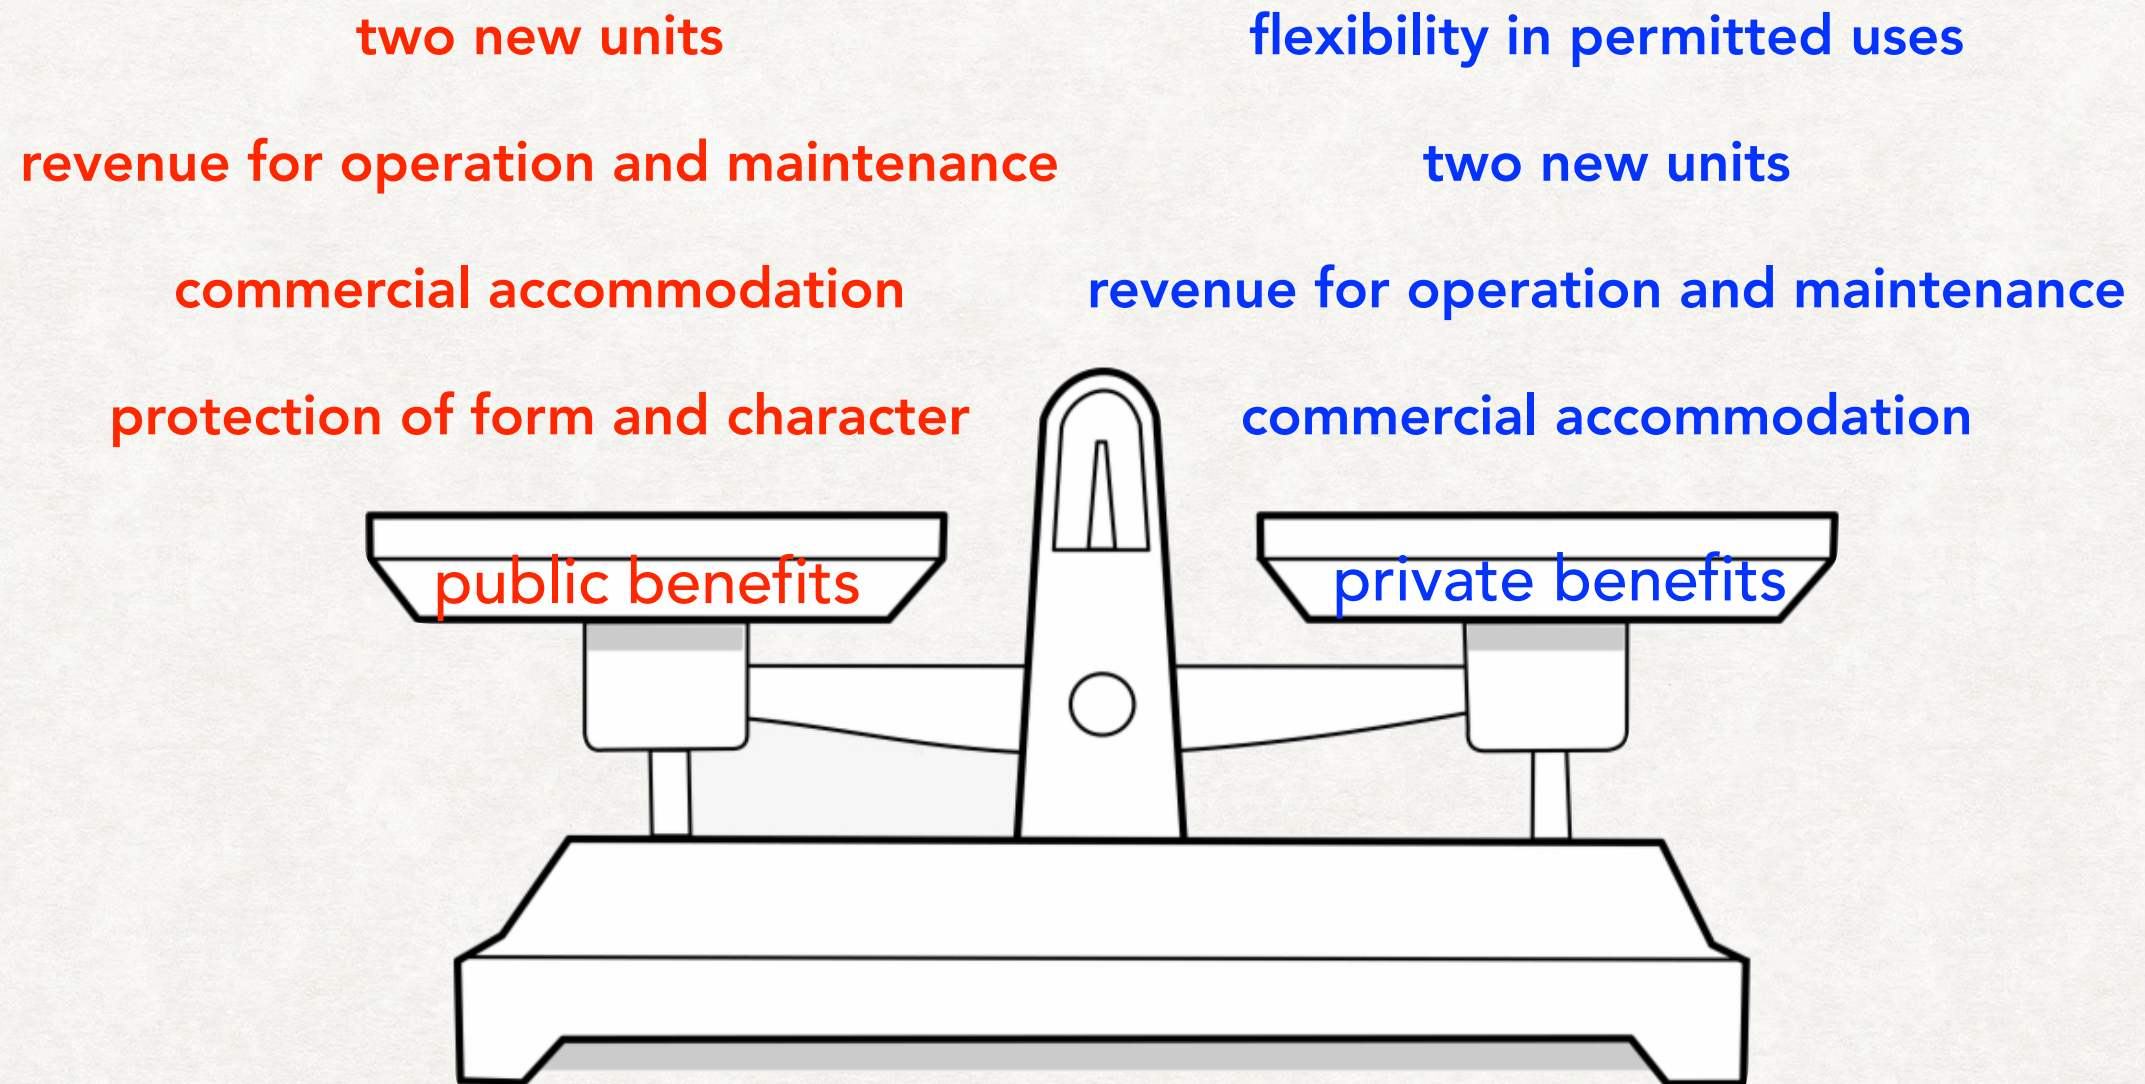 two new units
revenue for operation and maintenance
commercial accommodation
protection of form and character
public benefits
flexibility in permitted uses
two new units
revenue for operation and maintenance
commercial accommodation
private benefits